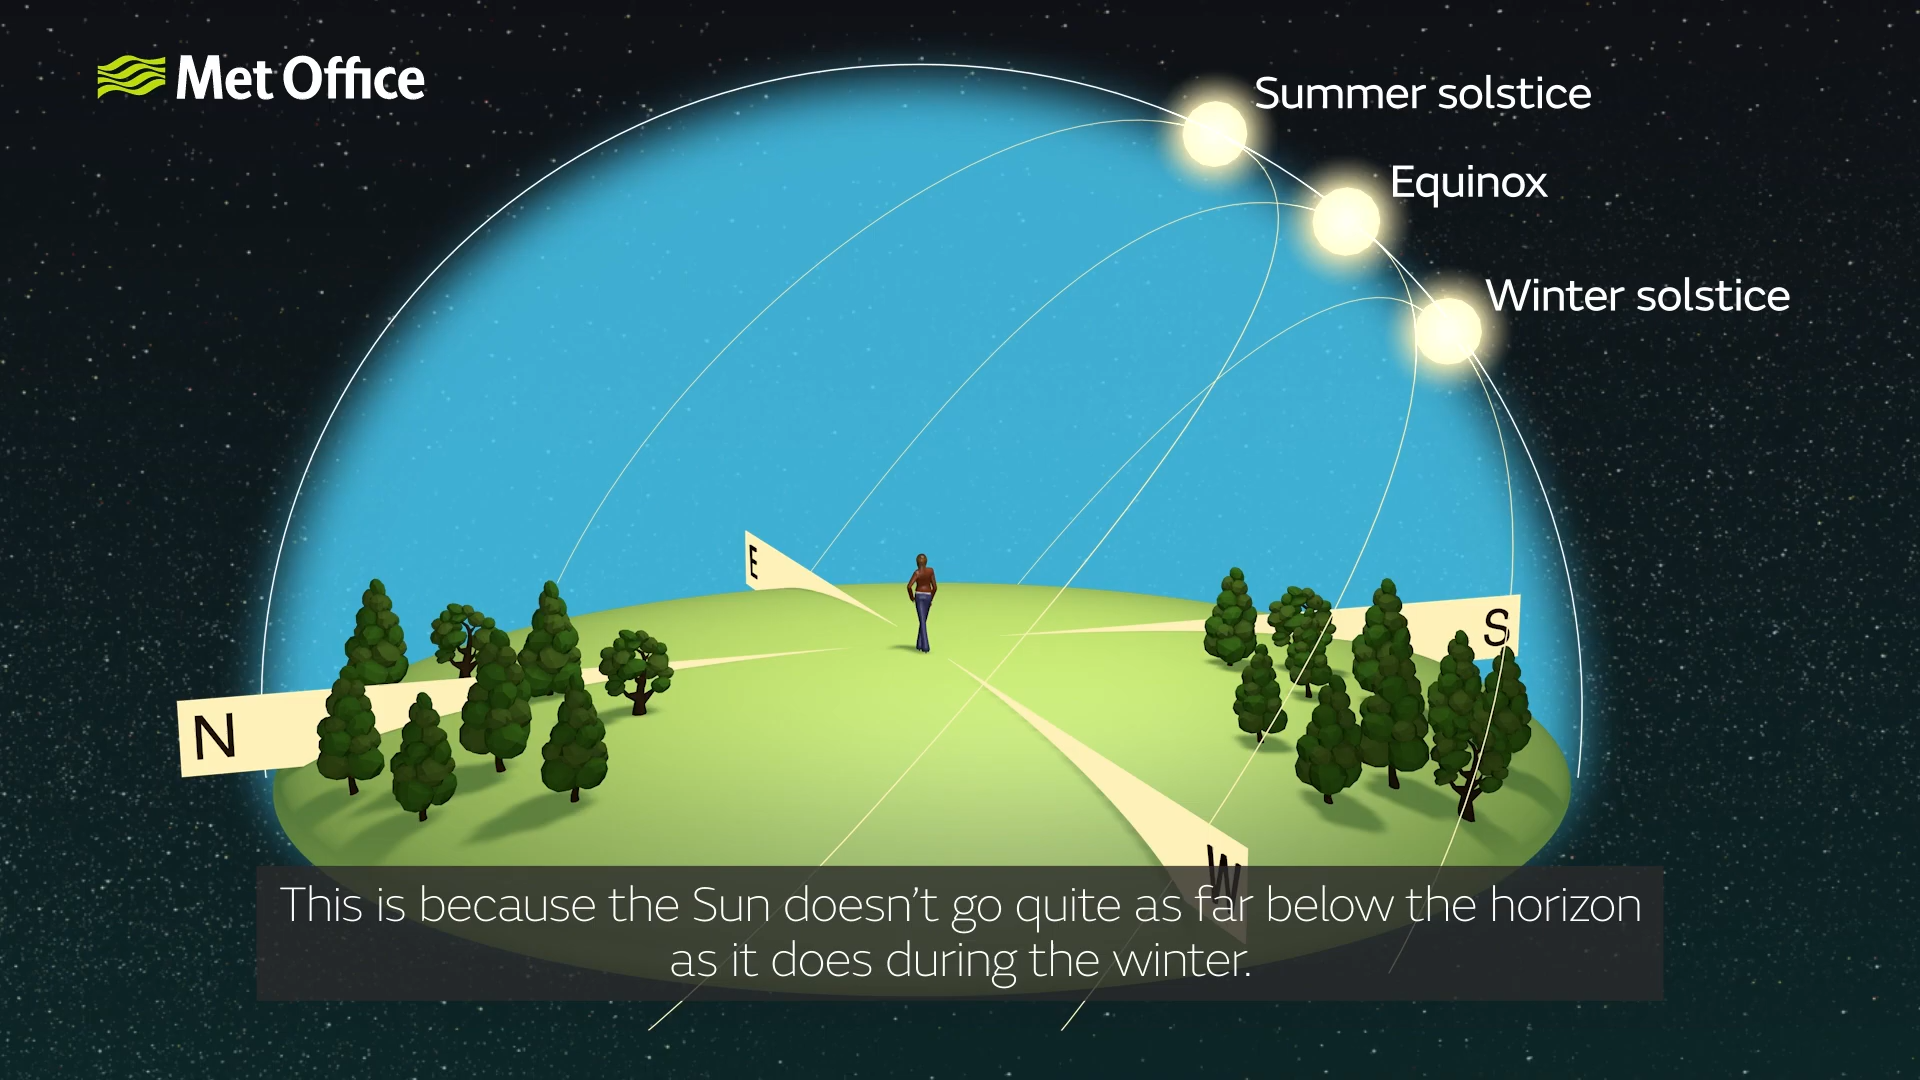 Met Office
Summer solstice
Equinox
Winter solstice
E
S
N
W
This is because the Sun doesn't go quite as far below the horizon
as it does during the winter.